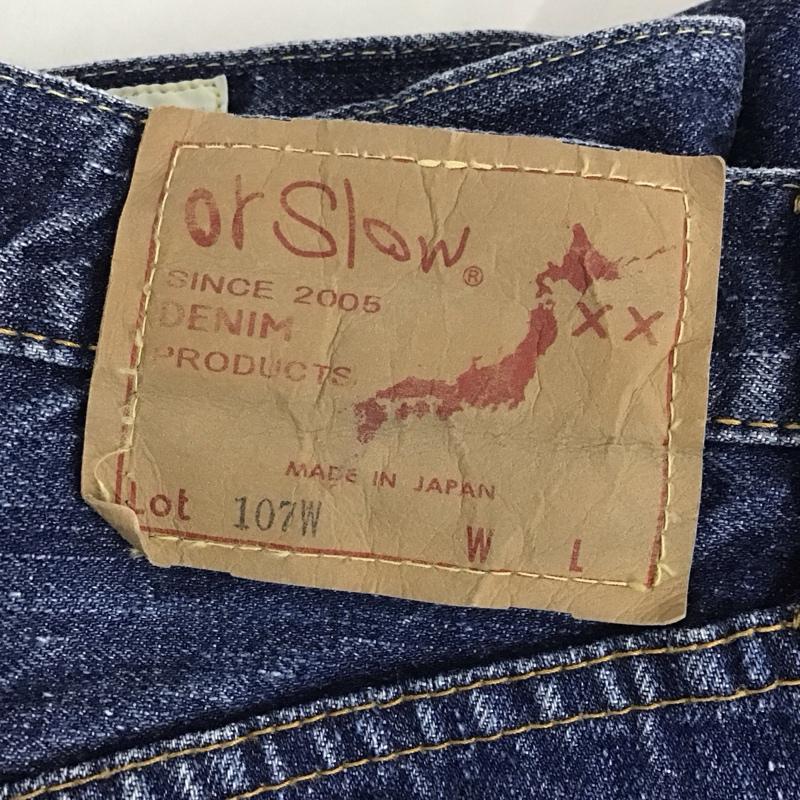 orSlow®
SINCE 2005
DENIM
PRODUCTS
XX
MADE IN JAPAN
Lot 107W W L